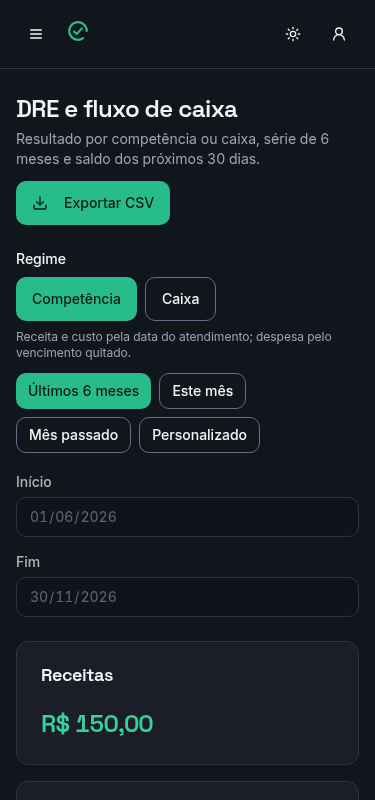 DRE e fluxo de caixa
Resultado por competência ou caixa, série de 6
meses e saldo dos próximos 30 dias.
Exportar CSV
Regime
Competência
Caixa
Receita e custo pela data do atendimento; despesa pelo
vencimento quitado.
Últimos 6 meses
Este mês
Mês passado
Personalizado
Início
01/06/2026
Fim
30/11/2026
Receitas
R$ 150,00